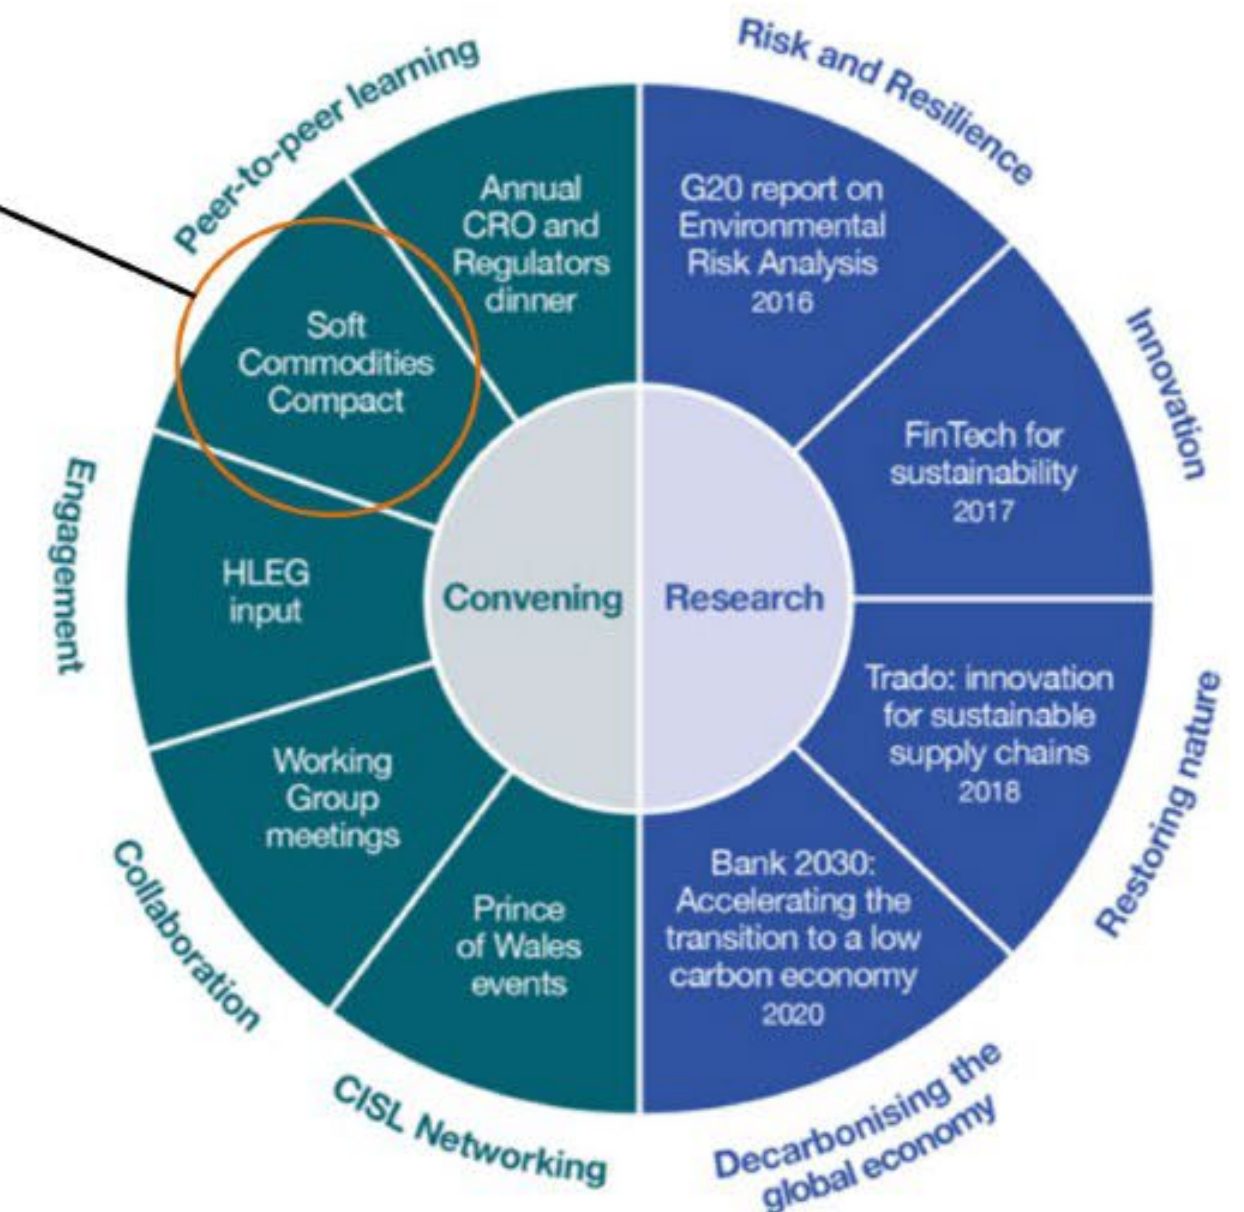 Peer-to-peer learning
Annual
CRO and
Regulators
dinner
Soft
Commodities
Compact
Engagement
HLEG
input
Collaboration
Working
Group
meetings
CISL Networking
Prince
of Wales
events
Convening
Research
Risk and Resilience
G20 report on
Environmental
Risk Analysis
2016
Innovation
FinTech for
sustainability
2017
Restoring nature
Trado: innovation
for sustainable
supply chains
2018
Decarbonising the
global economy
Bank 2030:
Accelerating the
transition to a low
carbon economy
2020